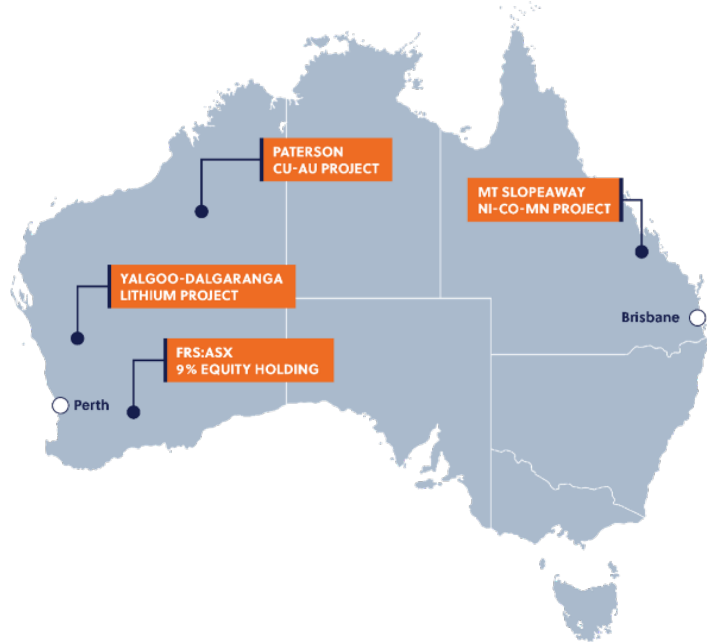 PATERSON
CU-AU PROJECT
MT SLOPEAWAY
NI-CO-MN PROJECT
YALGOO-DALGARANGA
LITHIUM PROJECT
Brisbane
FRS:ASX
9% EQUITY HOLDING
Perth